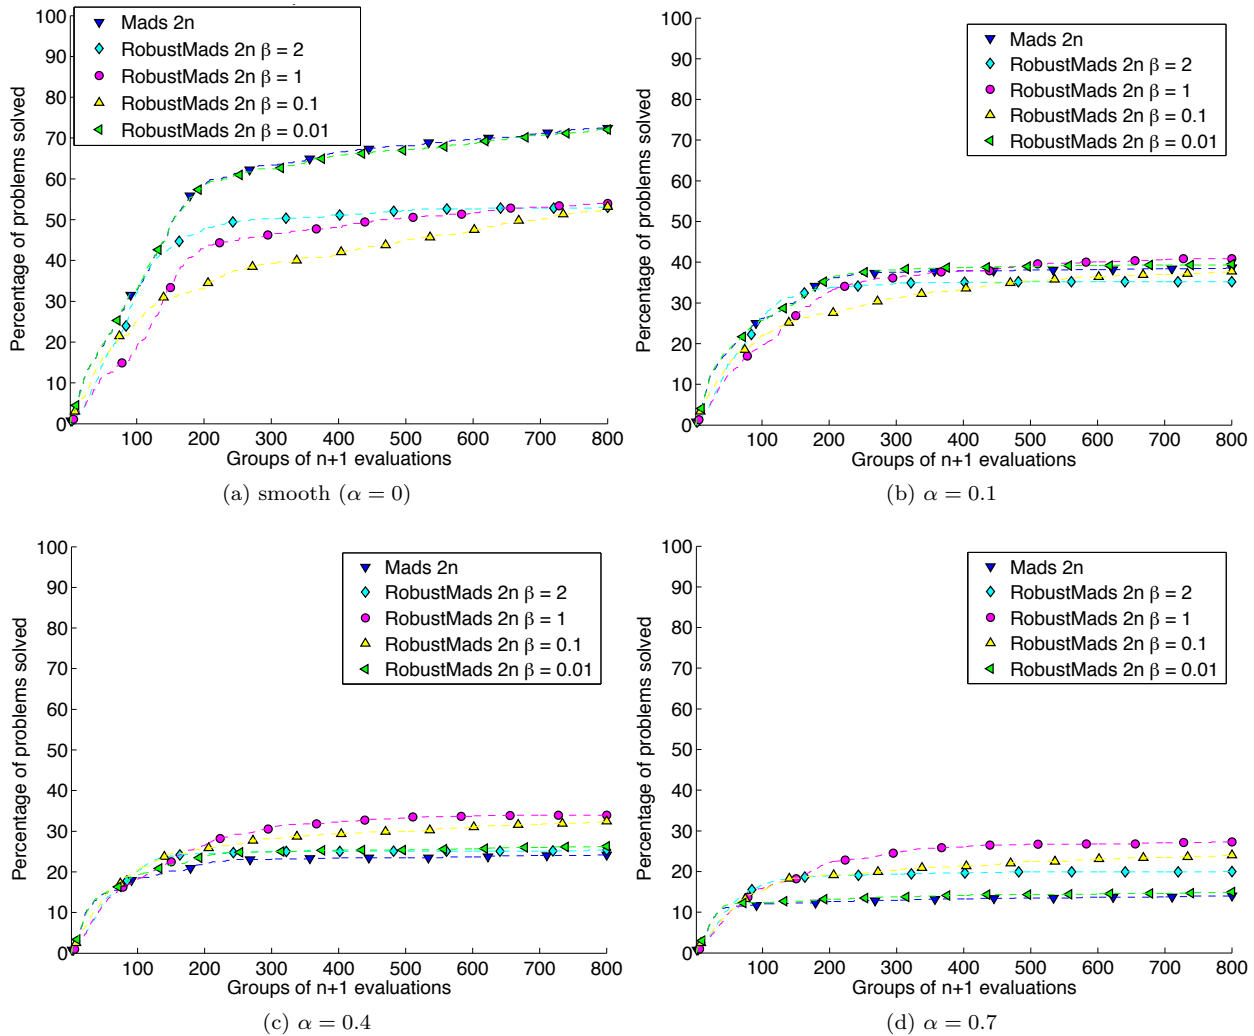 Percentage of problems solved
100
90
80
70
60
50
40
30
20
10
0
Mads 2n
RobustMads 2n β = 2
RobustMads 2n β = 1
RobustMads 2n β = 0.1
RobustMads 2n β = 0.01
100 200 300 400 500 600 700 800
Groups of n+1 evaluations
(a) smooth (α = 0)
Percentage of problems solved
100
90
80
70
60
50
40
30
20
10
0
Mads 2n
RobustMads 2n β = 2
RobustMads 2n β = 1
RobustMads 2n β = 0.1
RobustMads 2n β = 0.01
100 200 300 400 500 600 700 800
Groups of n+1 evaluations
(b) α = 0.1
Percentage of problems solved
100
90
80
70
60
50
40
30
20
10
0
Mads 2n
RobustMads 2n β = 2
RobustMads 2n β = 1
RobustMads 2n β = 0.1
RobustMads 2n β = 0.01
100 200 300 400 500 600 700 800
Groups of n+1 evaluations
(c) α = 0.4
Percentage of problems solved
100
90
80
70
60
50
40
30
20
10
0
Mads 2n
RobustMads 2n β = 2
RobustMads 2n β = 1
RobustMads 2n β = 0.1
RobustMads 2n β = 0.01
100 200 300 400 500 600 700 800
Groups of n+1 evaluations
(d) α = 0.7